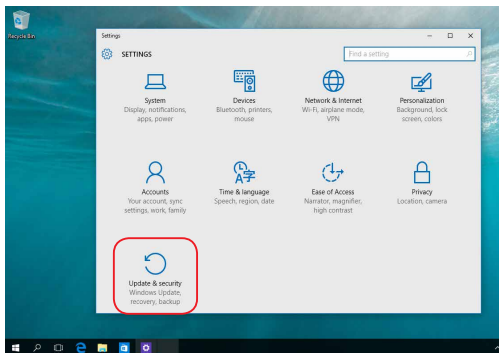 Recycle Bin
Settings
SETTINGS
Find a setting
System
Display, notifications,
apps, power
Devices
Bluetooth, printers,
mouse
Network & Internet
Wi-Fi, airplane mode,
VPN
Personalization
Background, lock
screen, colors
Accounts
Your account, sync
settings, work, family
Time & language
Speech, region, date
Ease of Access
Narrator, magnifier,
high contrast
Privacy
Location, camera
Update & security
Windows Update,
recovery, backup